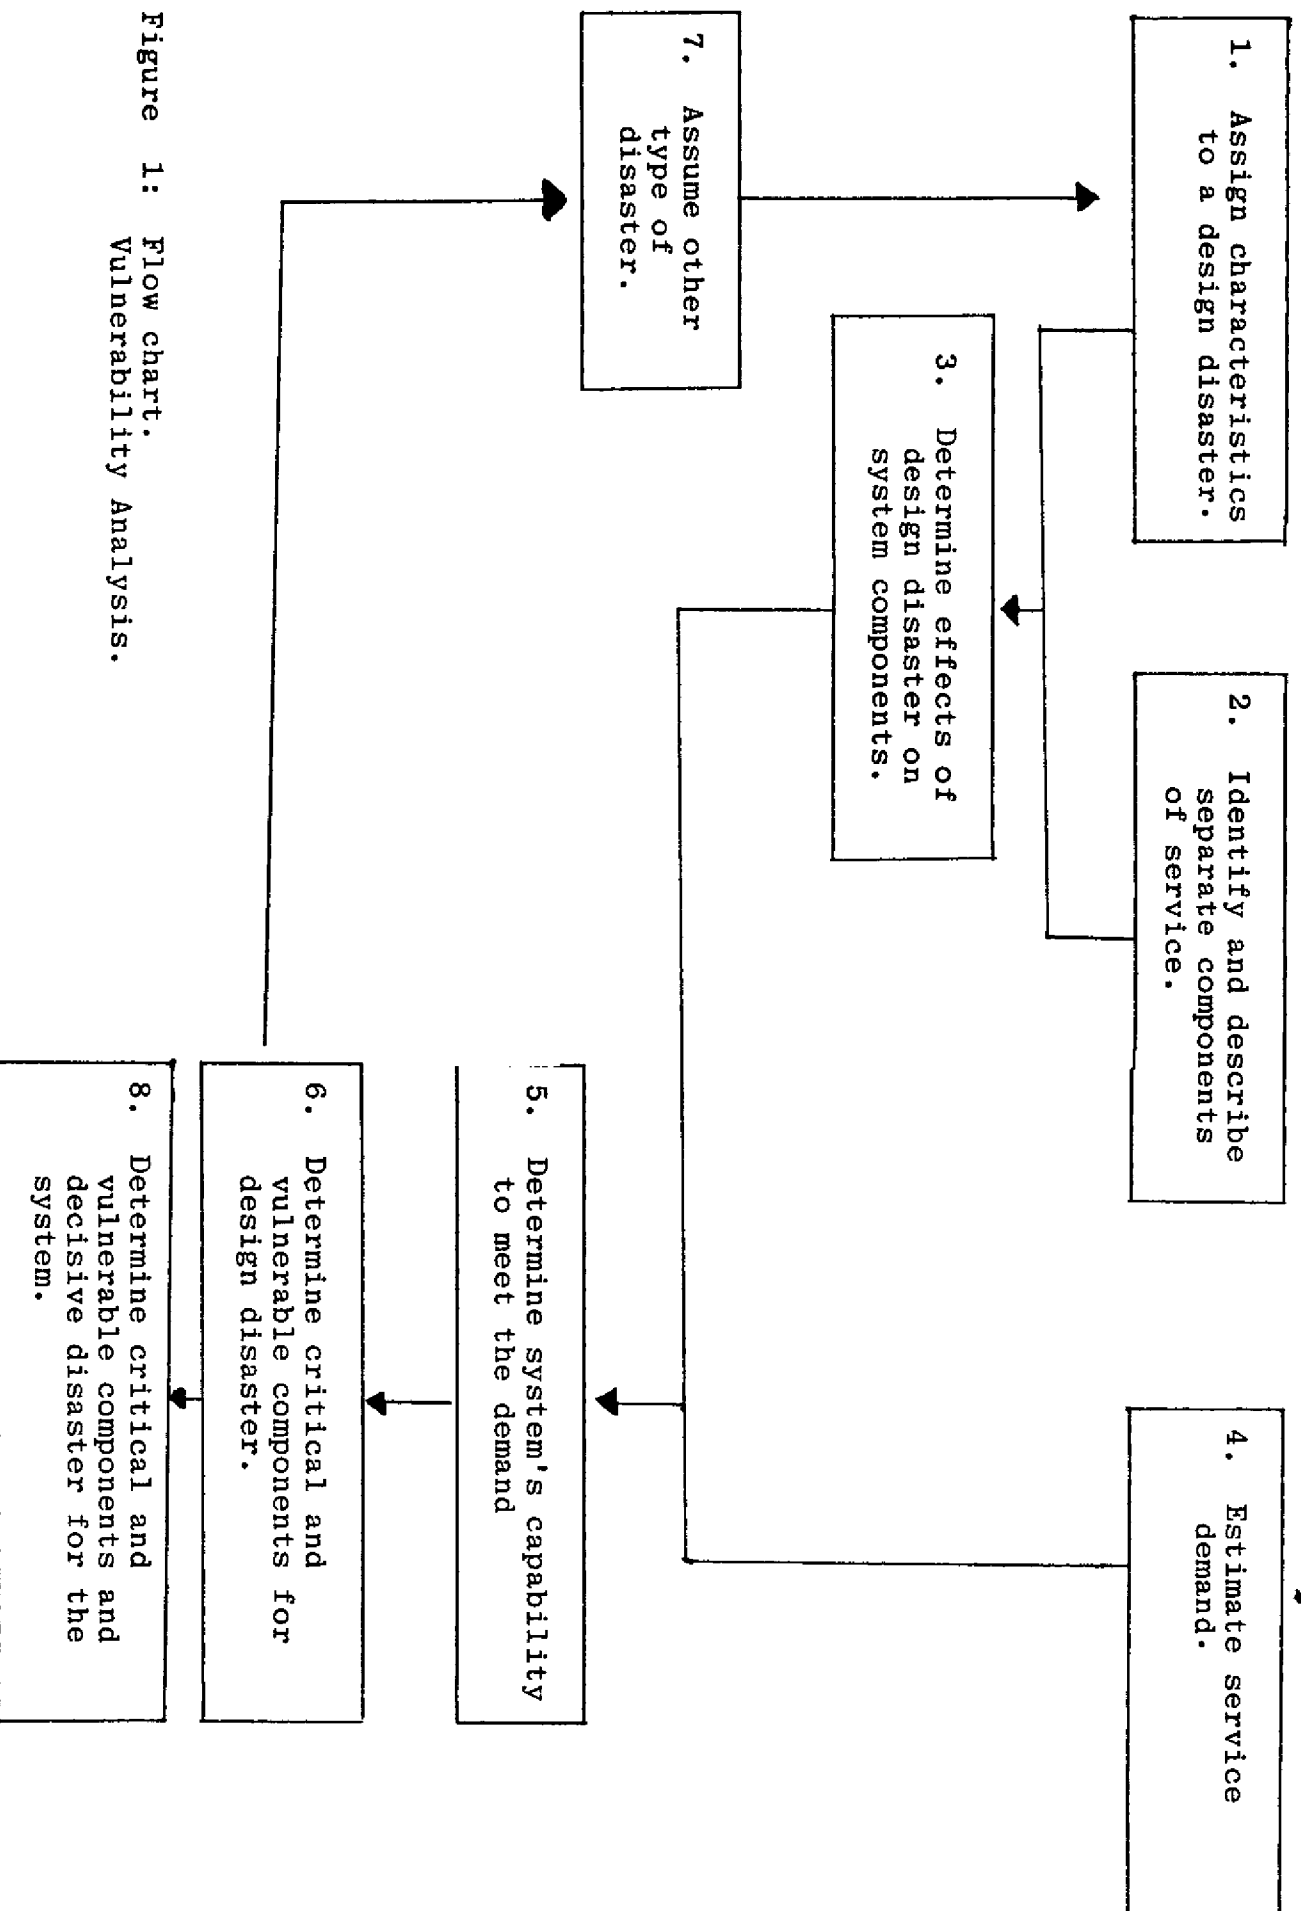 1. Assign characteristics
to a design disaster.
2. Identify and describe
separate components
of service.
4. Estimate service
demand.
3. Determine effects of
design disaster on
system components.
7. Assume other
type of
disaster.
5. Determine system's capability
to meet the demand
6. Determine critical and
vulnerable components for
design disaster.
8. Determine critical and
vulnerable components and
decisive disaster for the
system.
Figure 1: Flow chart.
Vulnerability Analysis.